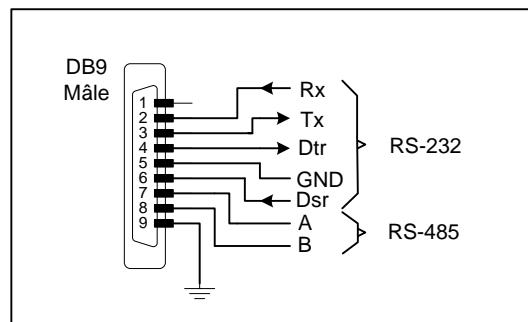 DB9
Mâle
1
2
3
4
5
6
7
8
9
Rx
Tx
Dtr
GND
Dsr
A
B
RS-232
RS-485